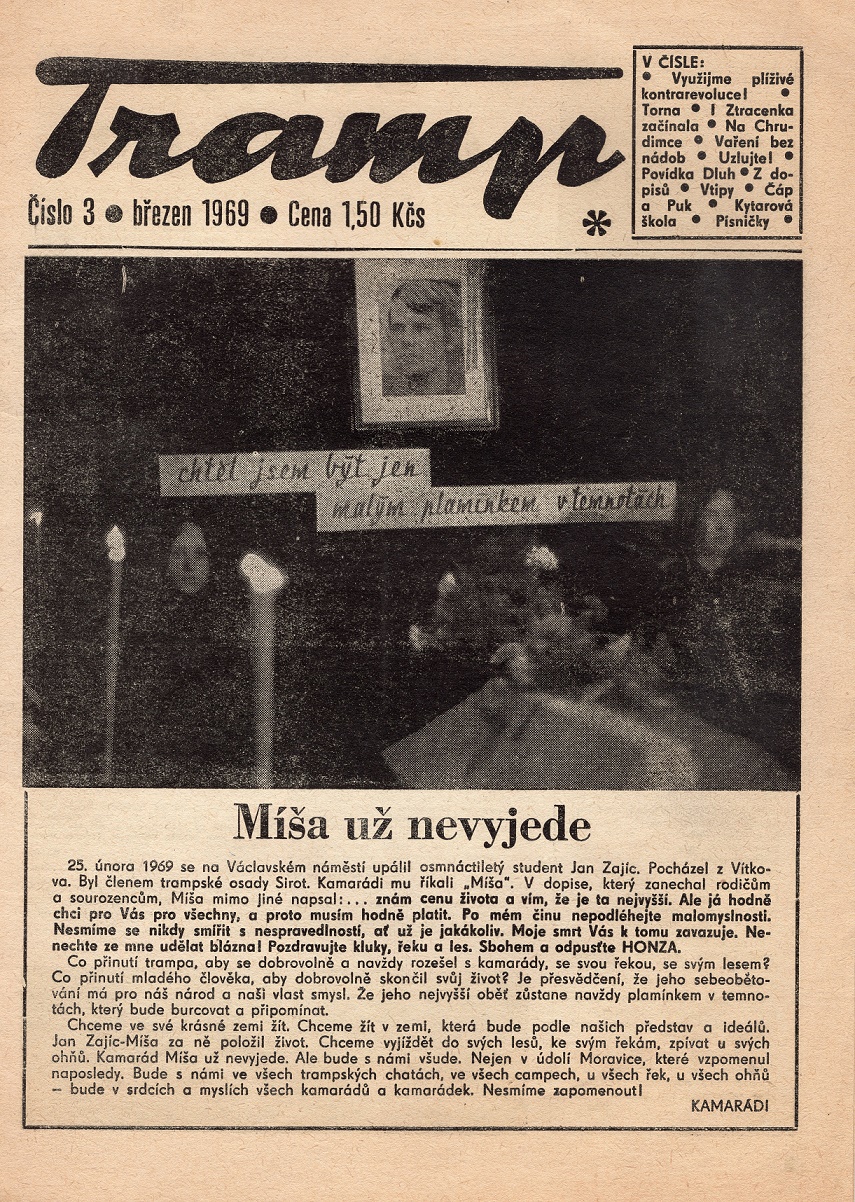 Tramp
Číslo 3 ● březen 1969 ● Cena 1,50 Kčs
*
V ČÍSLE:
● Využijme plíživé
kontrarevoluce! ●
Torna ● I Ztracenka
začínala ● Na Chru-
dimce ● Vaření bez
nádob ● Uzlujte! ●
Povídka Dluh ● Z do-
pisů ● Vtipy ● Čáp
a Puk ● Kytarová
škola ● Písničky ●
chtěl jsem být jen
malým plamínkem v temnotách
Míša už nevyjede
25. února 1969 se na Václavském náměstí upálil osmnáctiletý student Jan Zajíc. Pocházel z Vítko-
va. Byl členem trampské osady Sirot. Kamarádi mu říkali „Míša". V dopise, který zanechal rodičům
a sourozencům, Míša mimo jiné napsal:... znám cenu života a vím, že je ta nejvyšší. Ale já hodně
chci pro Vás pro všechny, a proto musím hodně platit. Po mém činu nepodléhejte malomyslnosti.
Nesmíme se nikdy smířit s nespravedlností, ať už je jakákoliv. Moje smrt Vás k tomu zavazuje. Ne-
nechte ze mne udělat blázna! Pozdravujte kluky, řeku a les. Sbohem a odpusťte HONZA.
Co přinutí trampa, aby se dobrovolně a navždy rozešel s kamarády, se svou řekou, se svým lesem?
Co přinutí mladého člověka, aby dobrovolně skončil svůj život? Je přesvědčení, že jeho sebeoběto-
vání má pro náš národ a naši vlast smysl. Že jeho nejvyšší oběť zůstane navždy plamínkem v temno-
tách, který bude burcovat a připomínat.
Chceme ve své krásné zemi žít. Chceme žít v zemi, která bude podle našich představ a ideálů.
Jan Zajíc-Míša za ně položil život. Chceme vyjíždět do svých lesů, ke svým řekám, zpívat u svých
ohňů. Kamarád Míša už nevyjede. Ale bude s námi všude. Nejen v údolí Moravice, které vzpomenul
naposledy. Bude s námi ve všech trampských chatách, ve všech campech, u všech řek, u všech ohňů
— bude v srdcích a myslích všech kamarádů a kamarádek. Nesmíme zapomenout!
KAMARÁDI